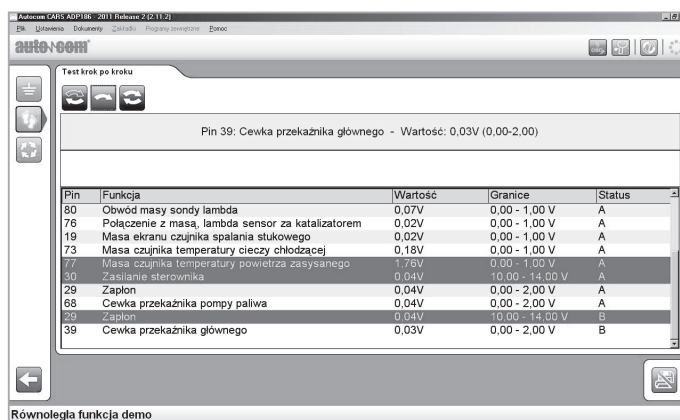 Autocom CARS ADP186 - 2011 Release 2 (2.11.2)
Plik Ustawienia Dokumenty Zakładki Programy zewnętrzne Pomoc
autocom
Test krok po kroku
Pin 39: Cewka przekaźnika głównego - Wartość: 0,03V (0,00-2,00)
Pin Funkcja Wartość Granice Status
80 Obwód masy sondy lambda 0,07V 0,00 - 1,00 V A
76 Połączenie z masą, lambda sensor za katalizatorem 0,02V 0,00 - 1,00 V A
19 Masa ekranu czujnika spalania stukowego 0,02V 0,00 - 1,00 V A
73 Masa czujnika temperatury cieczy chłodzącej 0,18V 0,00 - 1,00 V A
77 Masa czujnika temperatury powietrza zasysanego 1,76V 0,00 - 1,00 V A
30 Zasilanie sterownika 0,04V 10,00 - 14,00 V A
29 Zapłon 0,04V 0,00 - 2,00 V A
68 Cewka przekaźnika pompy paliwa 0,04V 0,00 - 2,00 V A
29 Zapłon 0,04V 10,00 - 14,00 V B
39 Cewka przekaźnika głównego 0,03V 0,00 - 2,00 V B
Równoległa funkcja demo